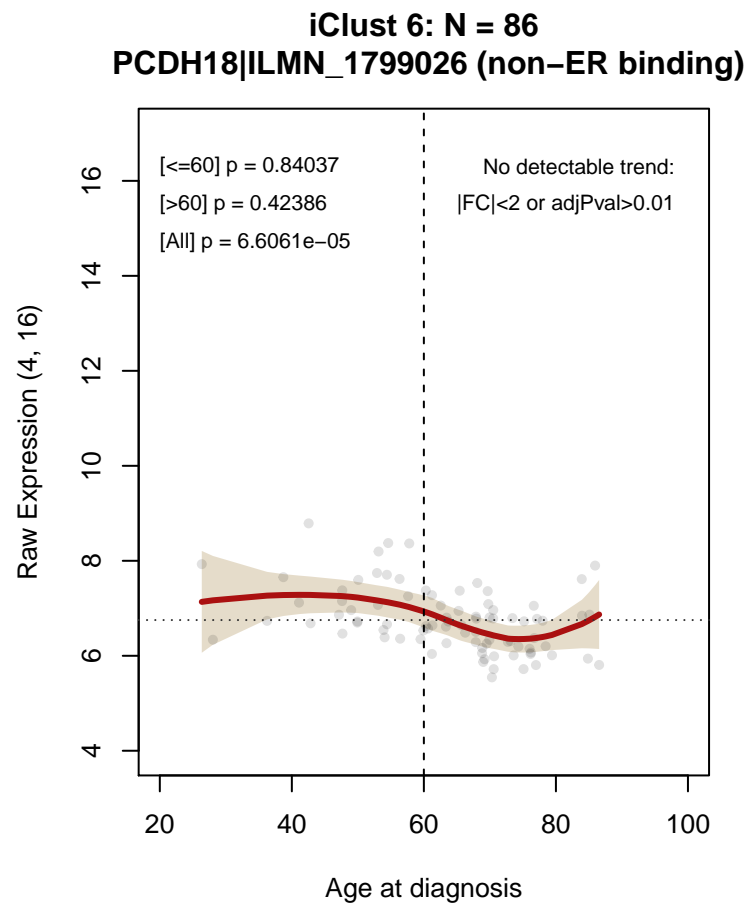 iClust 6: N = 86
PCDH18|ILMN_1799026 (non−ER binding)
[<=60] p = 0.84037
[>60] p = 0.42386
[All] p = 6.6061e−05
No detectable trend:
|FC|<2 or adjPval>0.01
Raw Expression (4, 16)
16
14
12
10
8
6
4
20 40 60 80 100
Age at diagnosis